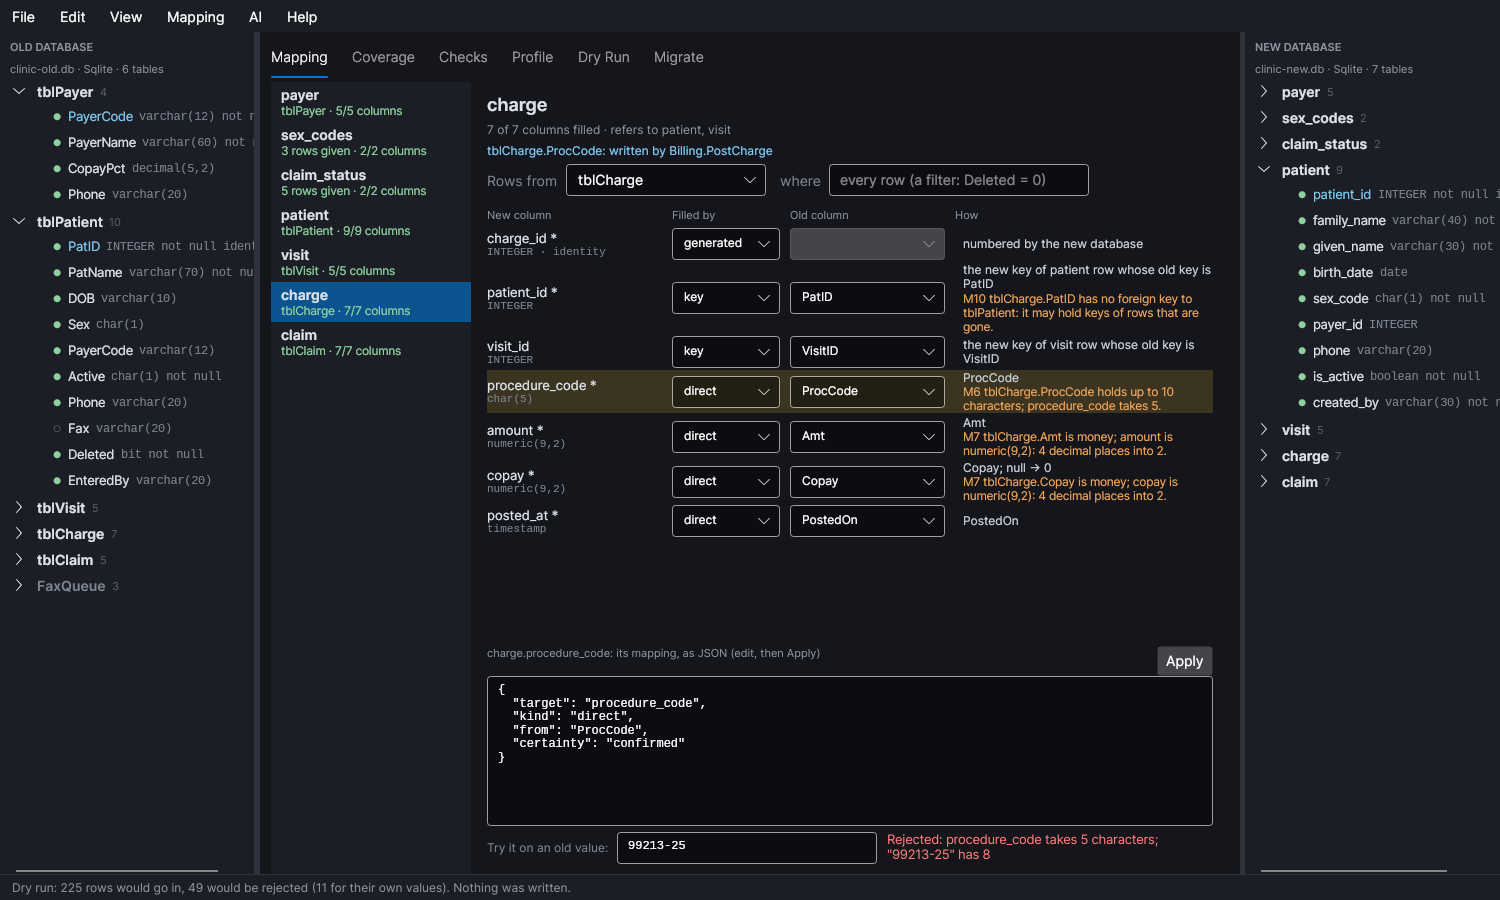 File Edit View Mapping AI Help
OLD DATABASE
clinic-old.db · Sqlite · 6 tables
tblPayer 4
PayerCode varchar(12) not
PayerName varchar(60) not
CopayPct decimal(5,2)
Phone varchar(20)
tblPatient 10
PatID INTEGER not null
PatName varchar(70) not
DOB varchar(10)
Sex char(1)
PayerCode varchar(12)
Active char(1) not null
Phone varchar(20)
Fax varchar(20)
Deleted bit not null
EnteredBy varchar(20)
tblVisit 5
tblCharge 7
tblClaim 5
FaxQueue 3
Mapping Coverage Checks Profile Dry Run Migrate
payer
tblPayer · 5/5 columns
sex_codes
3 rows given · 2/2 columns
claim_status
5 rows given · 2/2 columns
patient
tblPatient · 9/9 columns
visit
tblVisit · 5/5 columns
charge
tblCharge · 7/7 columns
claim
tblClaim · 7/7 columns
charge
7 of 7 columns filled · refers to patient, visit
tblCharge.ProcCode: written by Billing.PostCharge
Rows from tblCharge where every row (a filter: Deleted = 0)
New column Filled by Old column How
charge_id * generated numbered by the new database
INTEGER · identity
patient_id * key PatID the new key of patient row whose old key is
INTEGER PatID
M10 tblCharge.PatID has no foreign key to
tblPatient: it may hold keys of rows that are
gone.
visit_id key VisitID the new key of visit row whose old key is
INTEGER VisitID
procedure_code * direct ProcCode ProcCode
char(5) M6 tblCharge.ProcCode holds up to 10
characters; procedure_code takes 5.
amount * direct Amt Amt
numeric(9,2) M7 tblCharge.Amt is money; amount is
numeric(9,2): 4 decimal places into 2.
copay * direct Copay Copay; null → 0
numeric(9,2) M7 tblCharge.Copay is money; copay is
numeric(9,2): 4 decimal places into 2.
posted_at * direct PostedOn PostedOn
timestamp
charge.procedure_code: its mapping, as JSON (edit, then Apply)
Apply
{
"target": "procedure_code",
"kind": "direct",
"from": "ProcCode",
"certainty": "confirmed"
}
Try it on an old value: 99213-25 Rejected: procedure_code takes 5 characters;
"99213-25" has 8
NEW DATABASE
clinic-new.db · Sqlite · 7 tables
payer 5
sex_codes 2
claim_status 2
patient 9
patient_id INTEGER not null
family_name varchar(40) not
given_name varchar(30) not
birth_date date
sex_code char(1) not null
payer_id INTEGER
phone varchar(20)
is_active boolean not null
created_by varchar(30) not
visit 5
charge 7
claim 7
Dry run: 225 rows would go in, 49 would be rejected (11 for their own values). Nothing was written.